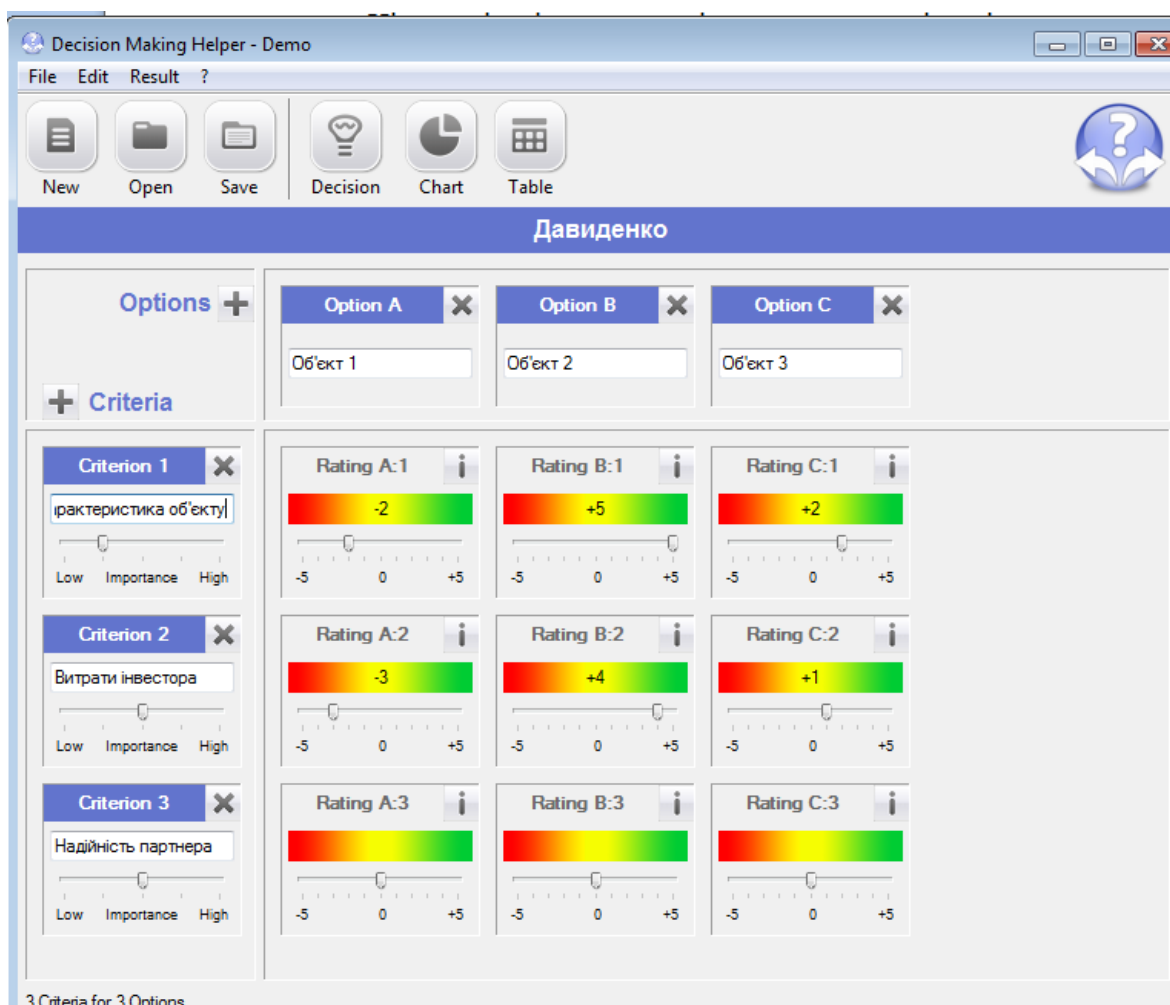 Decision Making Helper - Demo
File Edit Result ?
New Open Save Decision Chart Table
Давиденко
Options
Option A Option B Option C
Об'єкт 1 Об'єкт 2 Об'єкт 3
Criteria
Criterion 1 Rating A:1 Rating B:1 Rating C:1
об'єкту -2 +5 +2
Low Importance High -5 0 +5 -5 0 +5 -5 0 +5
Criterion 2 Rating A:2 Rating B:2 Rating C:2
Витрати інвестора -3 +4 +1
Low Importance High -5 0 +5 -5 0 +5 -5 0 +5
Criterion 3 Rating A:3 Rating B:3 Rating C:3
Надійність партнера
Low Importance High -5 0 +5 -5 0 +5 -5 0 +5
3 Criteria for 3 Options